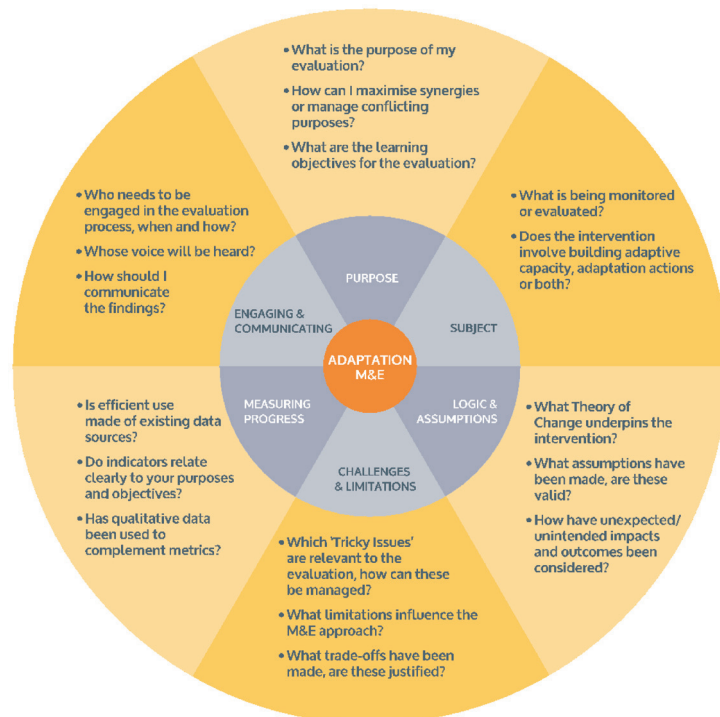 • What is the purpose of my
evaluation?
• How can I maximise synergies
or manage conflicting
purposes?
• What are the learning
objectives for the evaluation?
• What is being monitored
or evaluated?
• Does the intervention
involve building adaptive
capacity, adaptation actions
or both?
• What Theory of
Change underpins the
intervention?
• What assumptions have
been made, are these
valid?
• How have unexpected/
unintended impacts
and outcomes been
considered?
• Which ‘Tricky Issues’
are relevant to the
evaluation, how can these
be managed?
• What limitations influence the
M&E approach?
• What trade-offs have been
made, are these justified?
• Is efficient use
made of existing data
sources?
• Do indicators relate
clearly to your purposes
and objectives?
• Has qualitative data
been used to
complement metrics?
• Who needs to be
engaged in the evaluation
process, when and how?
• Whose voice will be heard?
• How should I
communicate
the findings?
PURPOSE
SUBJECT
LOGIC &
ASSUMPTIONS
CHALLENGES
& LIMITATIONS
MEASURING
PROGRESS
ENGAGING &
COMMUNICATING
ADAPTATION
M&E